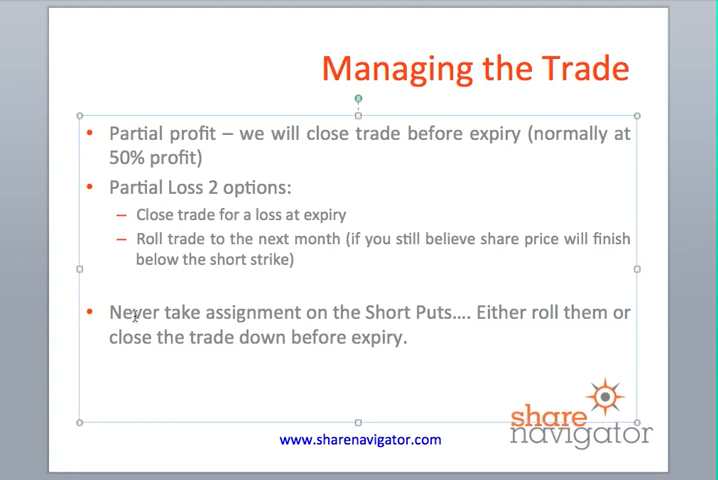 Managing the Trade
• Partial profit – we will close trade before expiry (normally at
50% profit)
• Partial Loss 2 options:
– Close trade for a loss at expiry
– Roll trade to the next month (if you still believe share price will finish
below the short strike)
• Never take assignment on the Short Puts…. Either roll them or
close the trade down before expiry.
share
navigator
www.sharenavigator.com